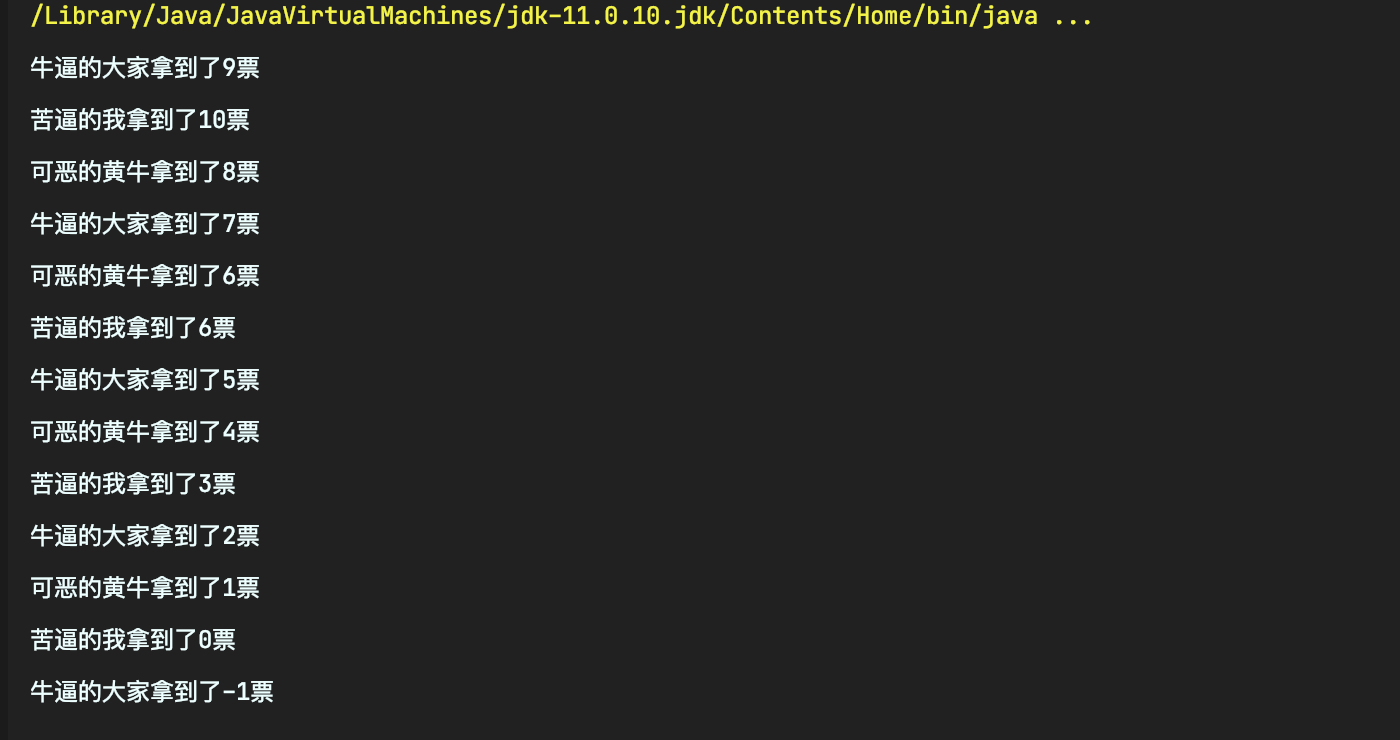 /Library/Java/JavaVirtualMachines/jdk-11.0.10.jdk/Contents/Home/bin/java ...
牛逼的大家拿到了9票
苦逼的我拿到了10票
可恶的黄牛拿到了8票
牛逼的大家拿到了7票
可恶的黄牛拿到了6票
苦逼的我拿到了6票
牛逼的大家拿到了5票
可恶的黄牛拿到了4票
苦逼的我拿到了3票
牛逼的大家拿到了2票
可恶的黄牛拿到了1票
苦逼的我拿到了0票
牛逼的大家拿到了-1票